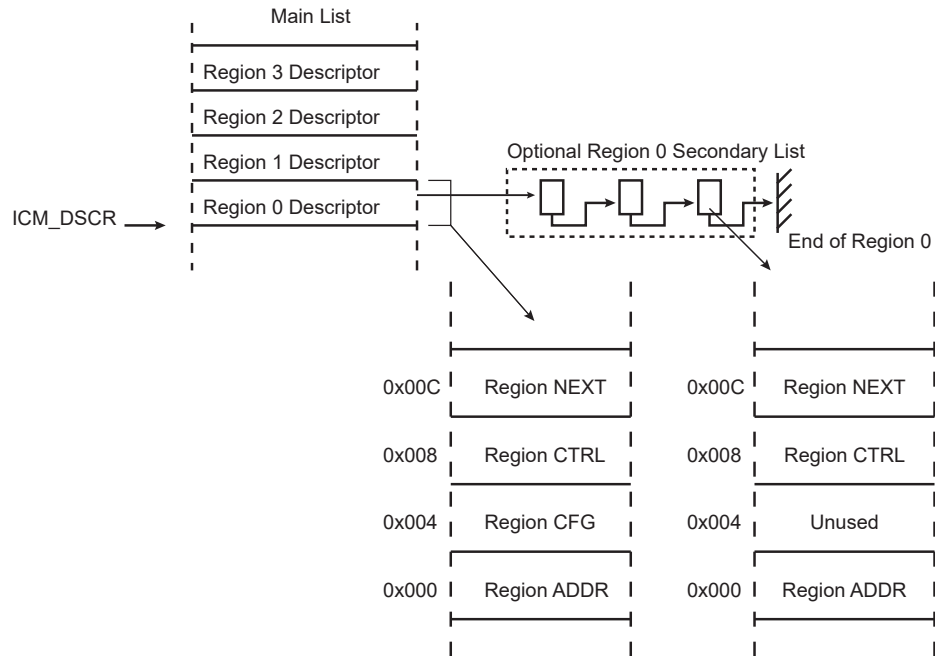 Main List
Region 3 Descriptor
Region 2 Descriptor
Region 1 Descriptor
Region 0 Descriptor
ICM_DSCR
Optional Region 0 Secondary List
End of Region 0
0x00C Region NEXT
0x008 Region CTRL
0x004 Region CFG
0x000 Region ADDR
0x00C Region NEXT
0x008 Region CTRL
0x004 Unused
0x000 Region ADDR